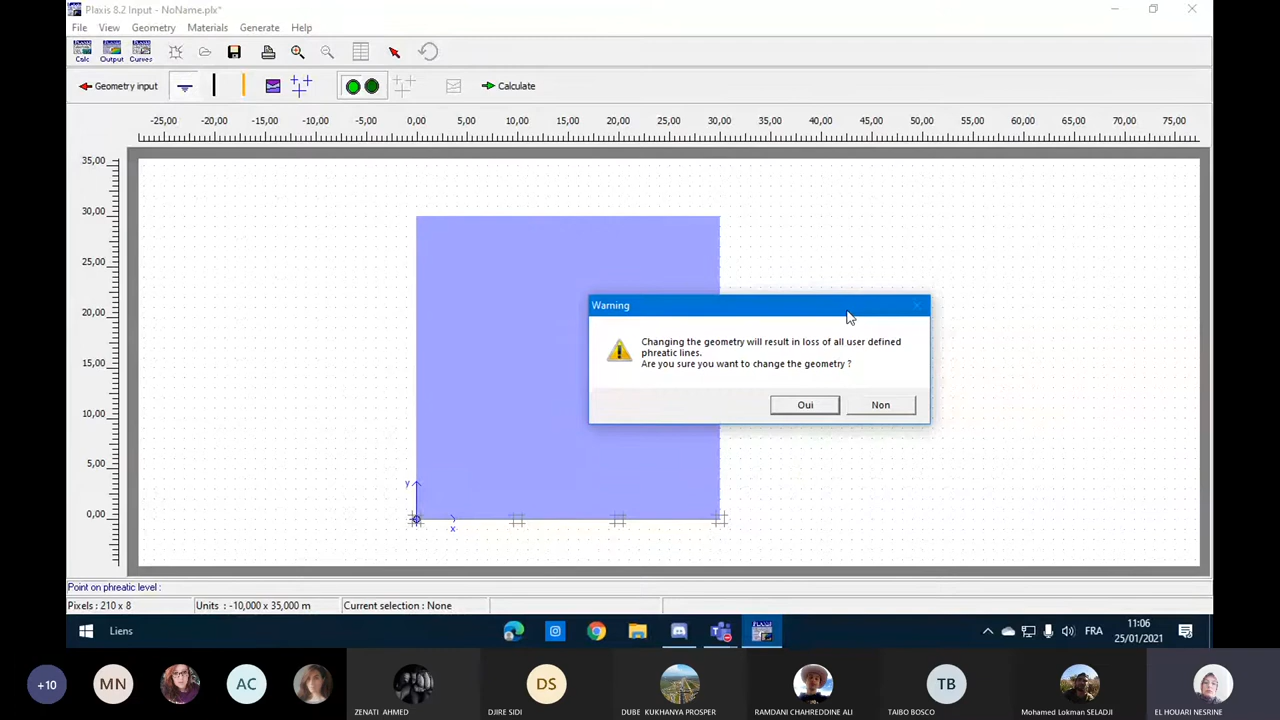 Plaxis 8.2 Input - NoName.plx*
File View Geometry Materials Generate Help
Calc Output Curves
Geometry input Calculate
-25,00 -20,00 -15,00 -10,00 -5,00 0,00 5,00 10,00 15,00 20,00 25,00 30,00 35,00 40,00 45,00 50,00 55,00 60,00 65,00 70,00 75,00
35,00
30,00
25,00
20,00
15,00
10,00
5,00
0,00
Warning
Changing the geometry will result in loss of all user defined
phreatic lines.
Are you sure you want to change the geometry ?
Oui Non
y
x
Point on phreatic level :
Pixels : 210 x 8 Units : -10,000 x 35,000 m Current selection : None
Liens FRA 11:06
25/01/2021
+10 MN AC DS TB
ZENATI AHMED DJIRE SIDI DUBE KUKHANYA PROSPER RAMDANI CHAHREDDINE ALI TAIBO BOSCO Mohamed Lokman SELADJI EL HOUARI NESRINE